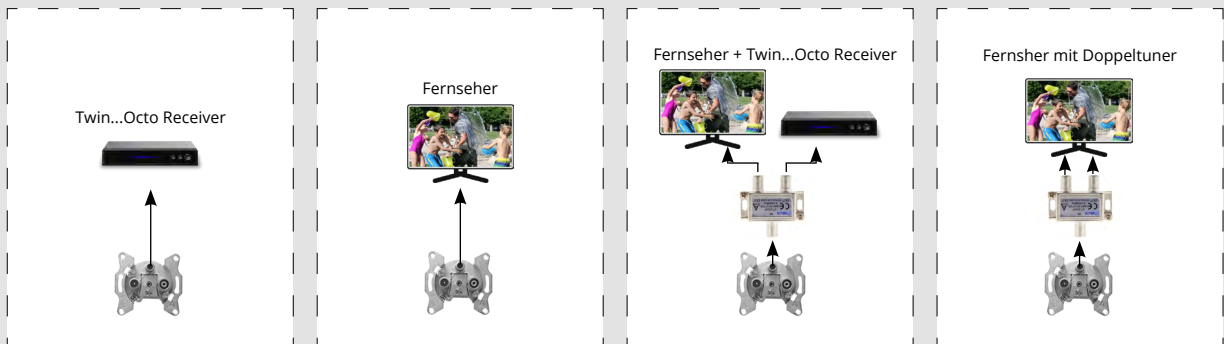 Twin...Octo Receiver
Fernseher
Fernseher + Twin...Octo Receiver
Fernsher mit Doppeltuner